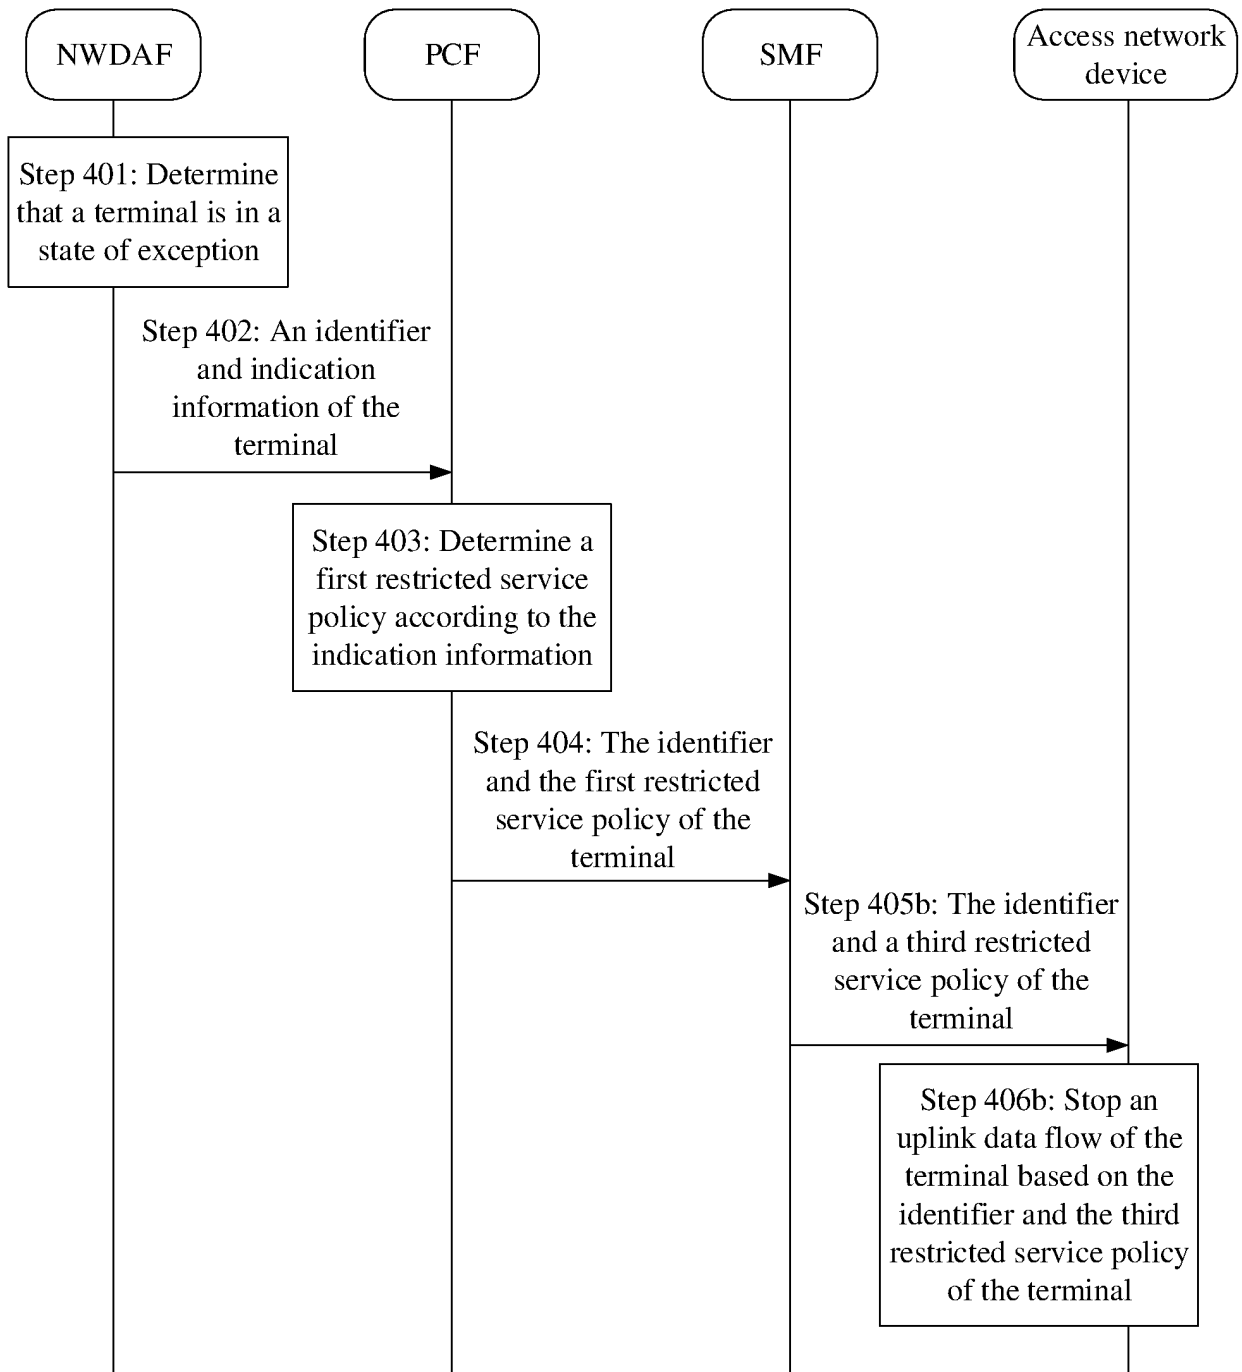 NWDAF
PCF
SMF
Access network
device
Step 401: Determine
that a terminal is in a
state of exception
Step 402: An identifier
and indication
information of the
terminal
Step 403: Determine a
first restricted service
policy according to the
indication information
Step 404: The identifier
and the first restricted
service policy of the
terminal
Step 405b: The identifier
and a third restricted
service policy of the
terminal
Step 406b: Stop an
uplink data flow of the
terminal based on the
identifier and the third
restricted service policy
of the terminal